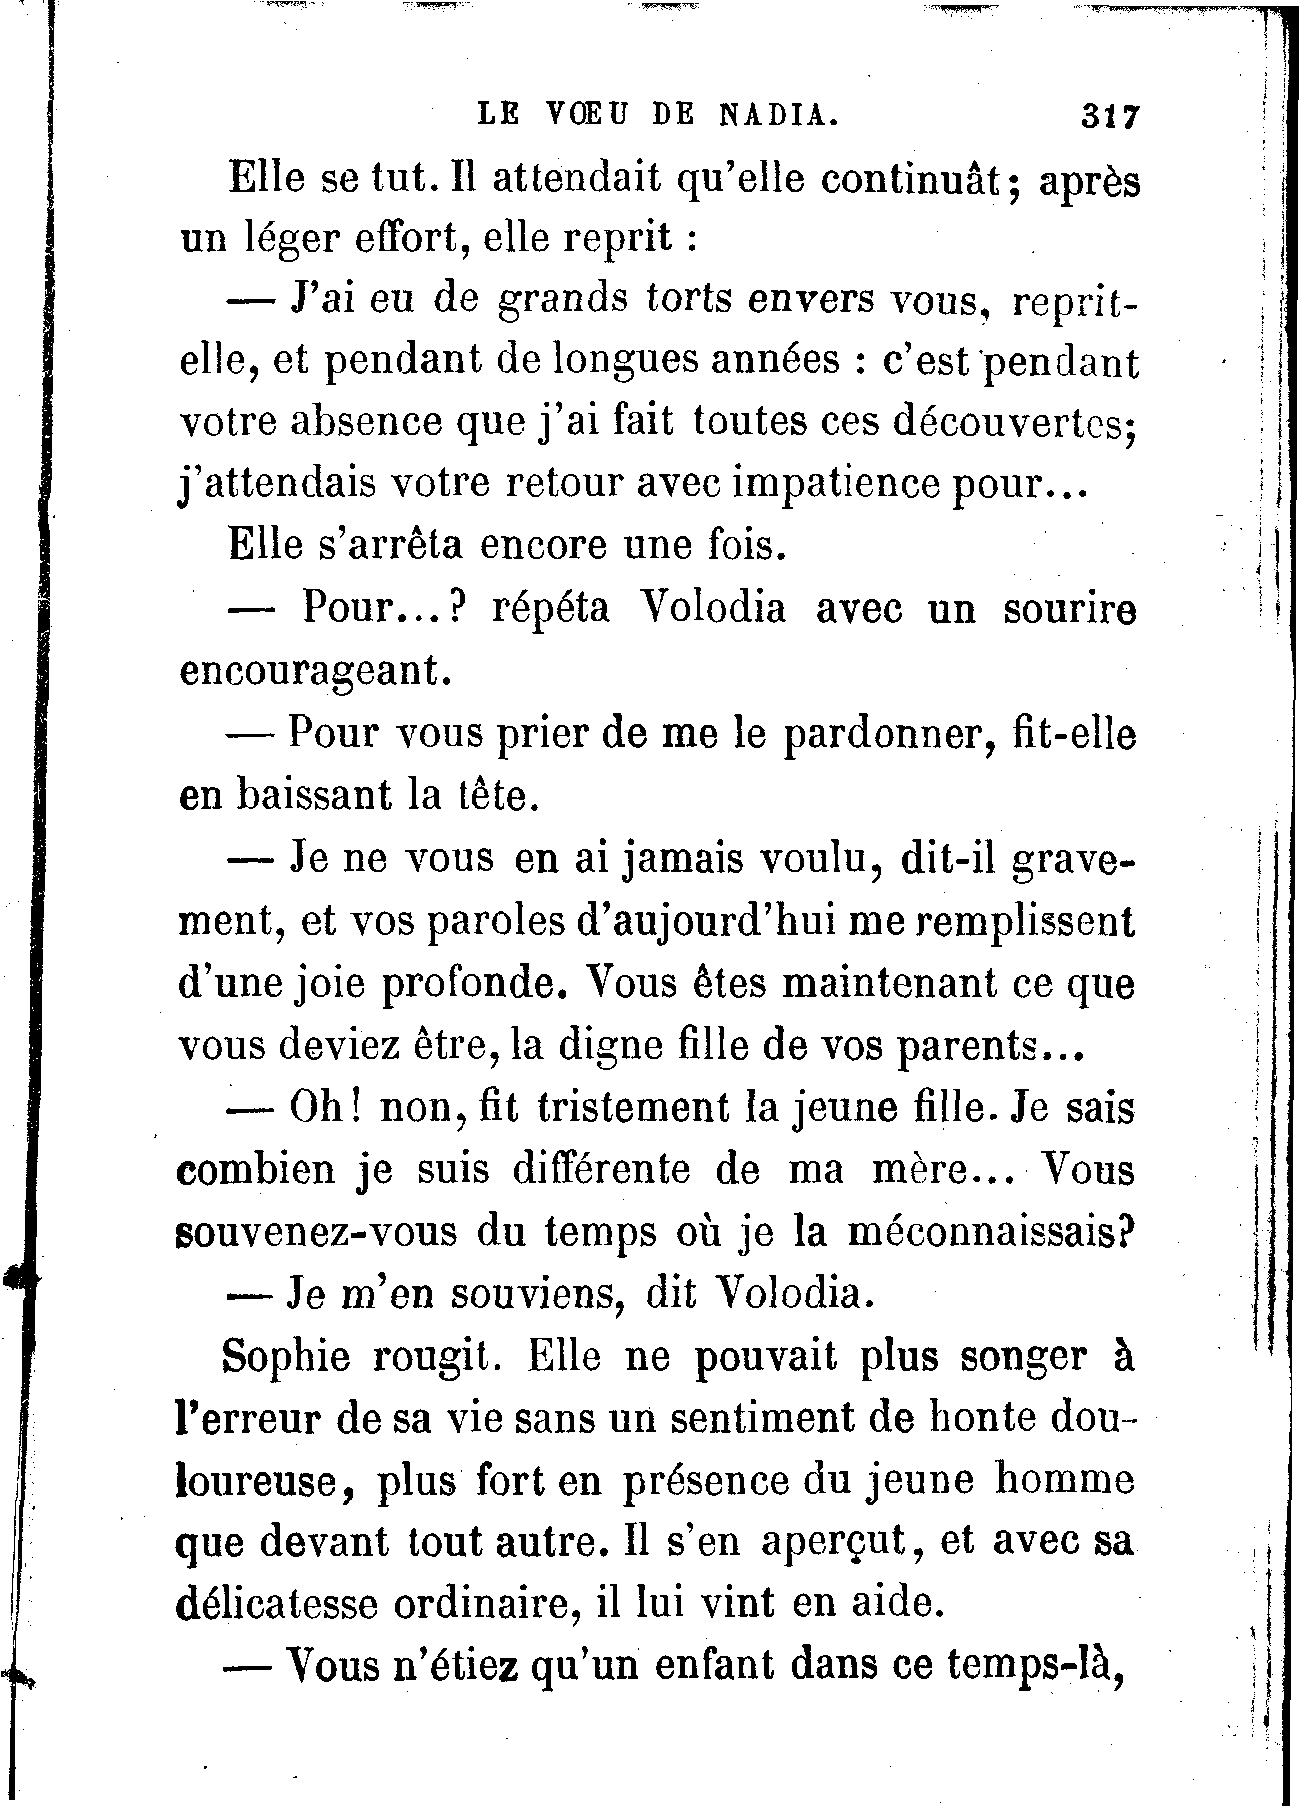 LE VŒU DE NADIA. 317
Elle se tut. Il attendait qu'elle continuât; après
un léger effort, elle reprit :
— J'ai eu de grands torts envers vous, reprit-
elle, et pendant de longues années : c'est pendant
votre absence que j'ai fait toutes ces découvertes;
j'attendais votre retour avec impatience pour...
Elle s'arrêta encore une fois.
— Pour...? répéta Volodia avec un sourire
encourageant.
— Pour vous prier de me le pardonner, fit-elle
en baissant la tête.
— Je ne vous en ai jamais voulu, dit-il grave-
ment, et vos paroles d'aujourd'hui me remplissent
d'une joie profonde. Vous êtes maintenant ce que
vous deviez être, la digne fille de vos parents...
— Oh! non, fit tristement la jeune fille. Je sais
combien je suis différente de ma mère... Vous
souvenez-vous du temps où je la méconnaissais?
— Je m'en souviens, dit Volodia.
Sophie rougit. Elle ne pouvait plus songer à
l'erreur de sa vie sans un sentiment de honte dou-
loureuse, plus fort en présence du jeune homme
que devant tout autre. Il s'en aperçut, et avec sa
délicatesse ordinaire, il lui vint en aide.
— Vous n'étiez qu'un enfant dans ce temps-là,